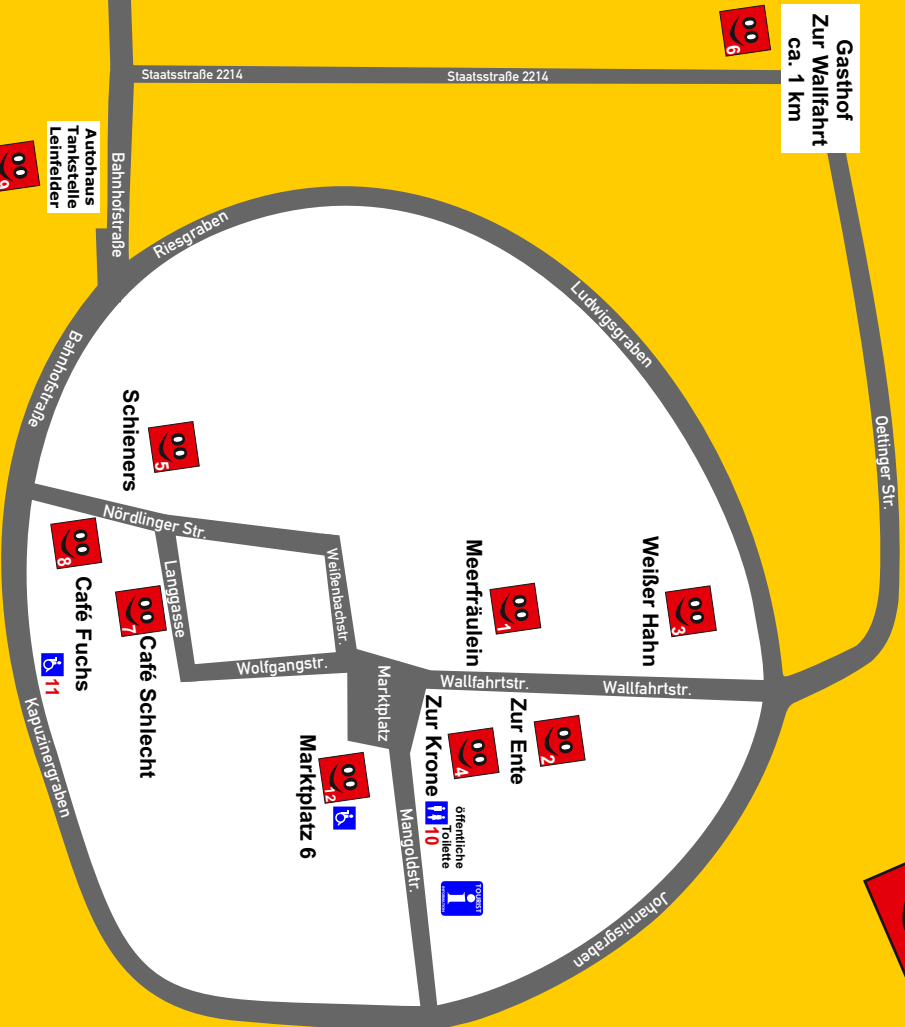 Gasthof
Zur Wallfahrt
ca. 1 km
6
Staatsstraße 2214
Staatsstraße 2214
Oettinger Str.
Autohaus
Tankstelle
Leinfelder
9
Bahnhofstraße
Riesgraben
Ludwigsgraben
Bahnhofstraße
Schieners
5
Nördlinger Str.
Weißenbachstr.
Langgasse
Wolfgangstr.
Marktplatz
Meerfräulein
1
Weißer Hahn
3
Wallfahrtstr.
Wallfahrtstr.
8
Café Fuchs
7
Café Schlecht
11
Kapuzinergraben
Zur Ente
2
Zur Krone
4
öffentliche
Toilette
10
TOURIST
i
Marktplatz 6
12
Mangoldstr.
Johannisgraben